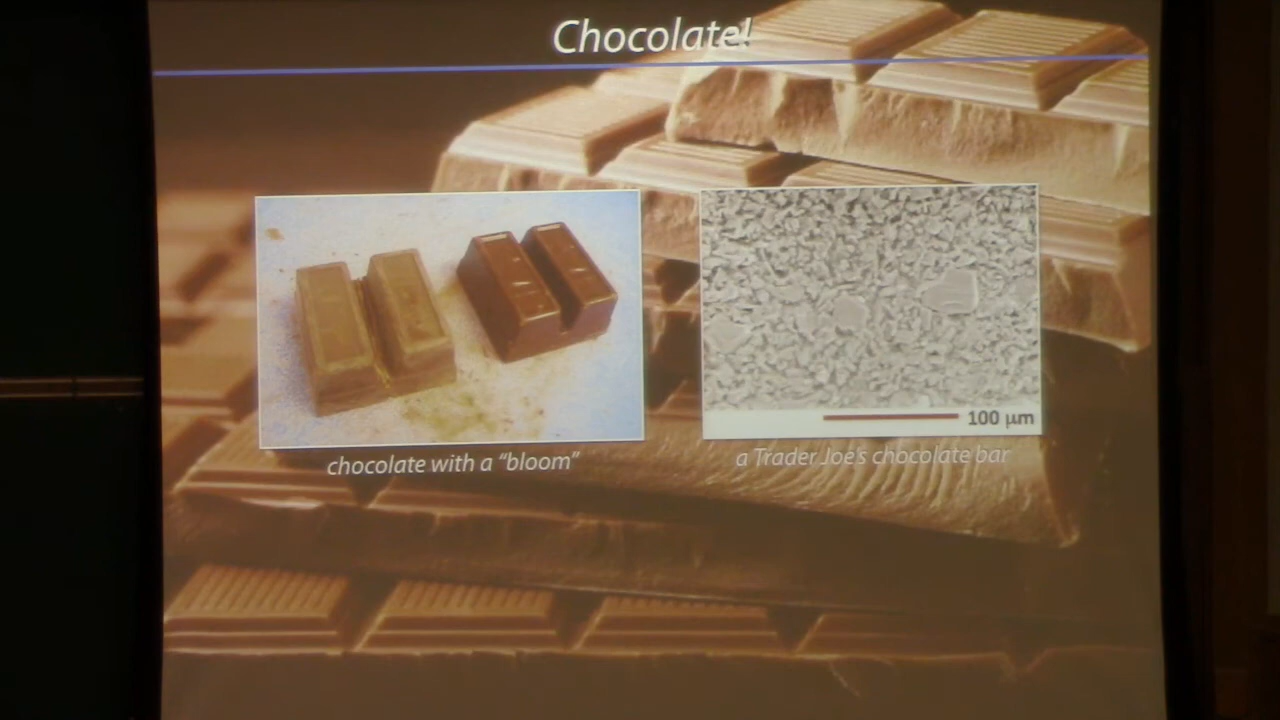 Chocolate!
100 µm
chocolate with a “bloom”
a Trader Joe's chocolate bar